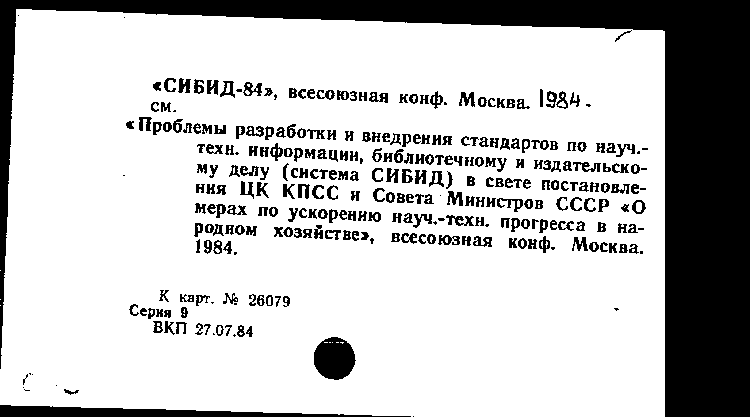 «СИБИД-84», всесоюзная конф. Москва. 1984.
см.
«Проблемы разработки и внедрения стандартов по науч.-
техн. информации, библиотечному и издательско-
му делу (система СИБИД) в свете постановле-
ния ЦК КПСС и Совета Министров СССР «О
мерах по ускорению науч.-техн. прогресса в на-
родном хозяйстве», всесоюзная конф. Москва.
1984.
К карт. № 26079
Серия 9
ВКП 27.07.84